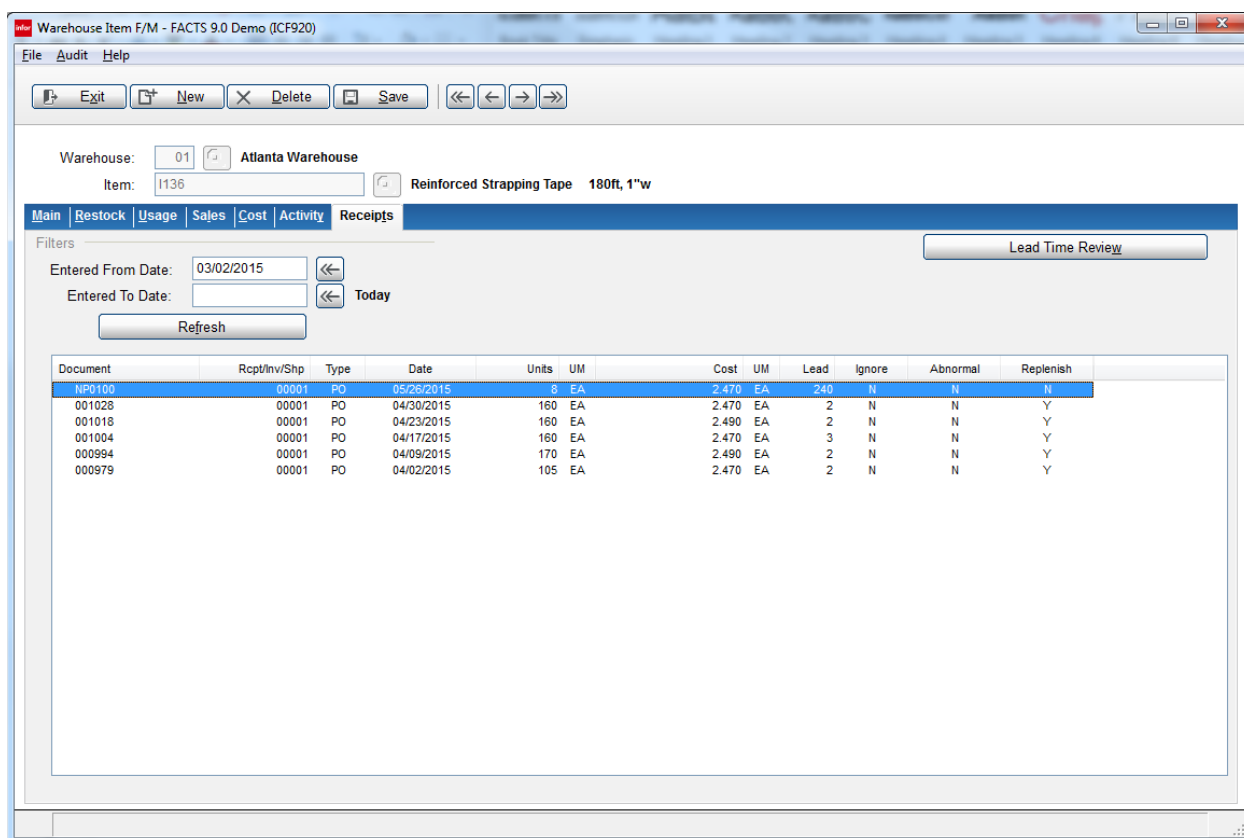 infor Warehouse Item F/M - FACTS 9.0 Demo (ICF920)
File Audit Help
Exit New Delete Save
Warehouse: 01 Atlanta Warehouse
Item: I136 Reinforced Strapping Tape 180ft, 1"w
Main Restock Usage Sales Cost Activity Receipts
Filters Lead Time Review
Entered From Date: 03/02/2015
Entered To Date: Today
Refresh
Document Rcpt/Inv/Shp Type Date Units UM Cost UM Lead Ignore Abnormal Replenish
NP0100 00001 PO 05/26/2015 8 EA 2.470 EA 240 N N N
001028 00001 PO 04/30/2015 160 EA 2.470 EA 2 N N Y
001018 00001 PO 04/23/2015 160 EA 2.490 EA 2 N N Y
001004 00001 PO 04/17/2015 160 EA 2.470 EA 3 N N Y
000994 00001 PO 04/09/2015 170 EA 2.490 EA 2 N N Y
000979 00001 PO 04/02/2015 105 EA 2.470 EA 2 N N Y